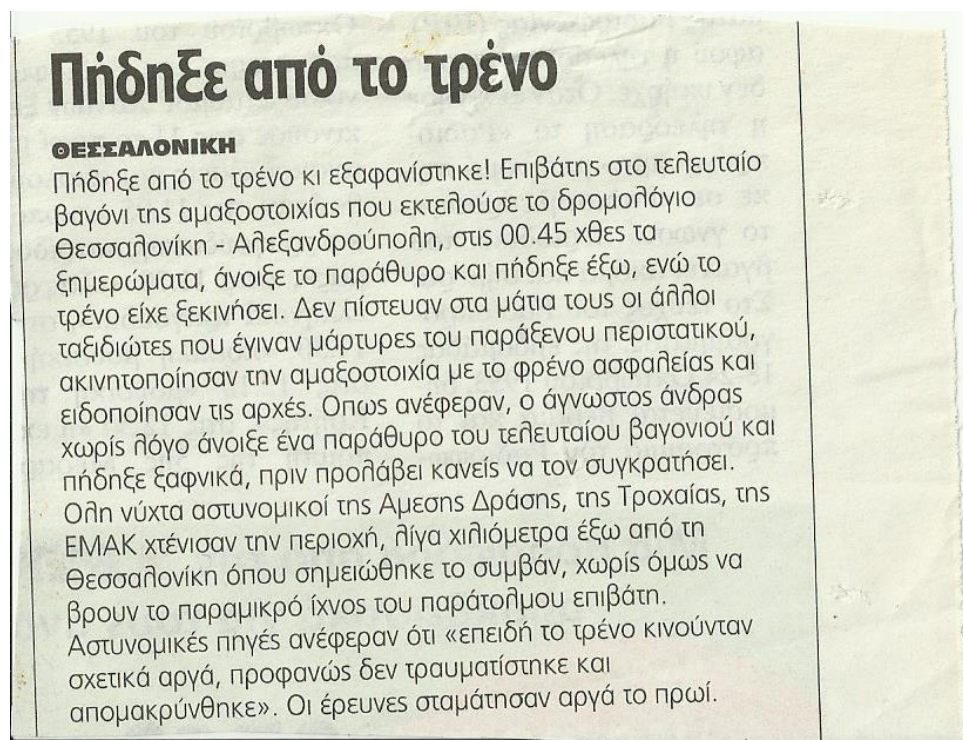 Πήδηξε από το τρένο
ΘΕΣΣΑΛΟΝΙΚΗ
Πήδηξε από το τρένο κι εξαφανίστηκε! Επιβάτης στο τελευταίο
βαγόνι της αμαξοστοιχίας που εκτελούσε το δρομολόγιο
Θεσσαλονίκη - Αλεξανδρούπολη, στις 00.45 χθες τα
ξημερώματα, άνοιξε το παράθυρο και πήδηξε έξω, ενώ το
τρένο είχε ξεκινήσει. Δεν πίστευαν στα μάτια τους οι άλλοι
ταξιδιώτες που έγιναν μάρτυρες του παράξενου περιστατικού,
ακινητοποίησαν την αμαξοστοιχία με το φρένο ασφαλείας και
ειδοποίησαν τις αρχές. Οπως ανέφεραν, ο άγνωστος άνδρας
χωρίς λόγο άνοιξε ένα παράθυρο του τελευταίου βαγονιού και
πήδηξε ξαφνικά, πριν προλάβει κανείς να τον συγκρατήσει.
Ολη νύχτα αστυνομικοί της Αμεσης Δράσης, της Τροχαίας, της
ΕΜΑΚ χτένισαν την περιοχή, λίγα χιλιόμετρα έξω από τη
Θεσσαλονίκη όπου σημειώθηκε το συμβάν, χωρίς όμως να
βρουν το παραμικρό ίχνος του παράτολμου επιβάτη.
Αστυνομικές πηγές ανέφεραν ότι «επειδή το τρένο κινούνταν
σχετικά αργά, προφανώς δεν τραυματίστηκε και
απομακρύνθηκε». Οι έρευνες σταμάτησαν αργά το πρωί.